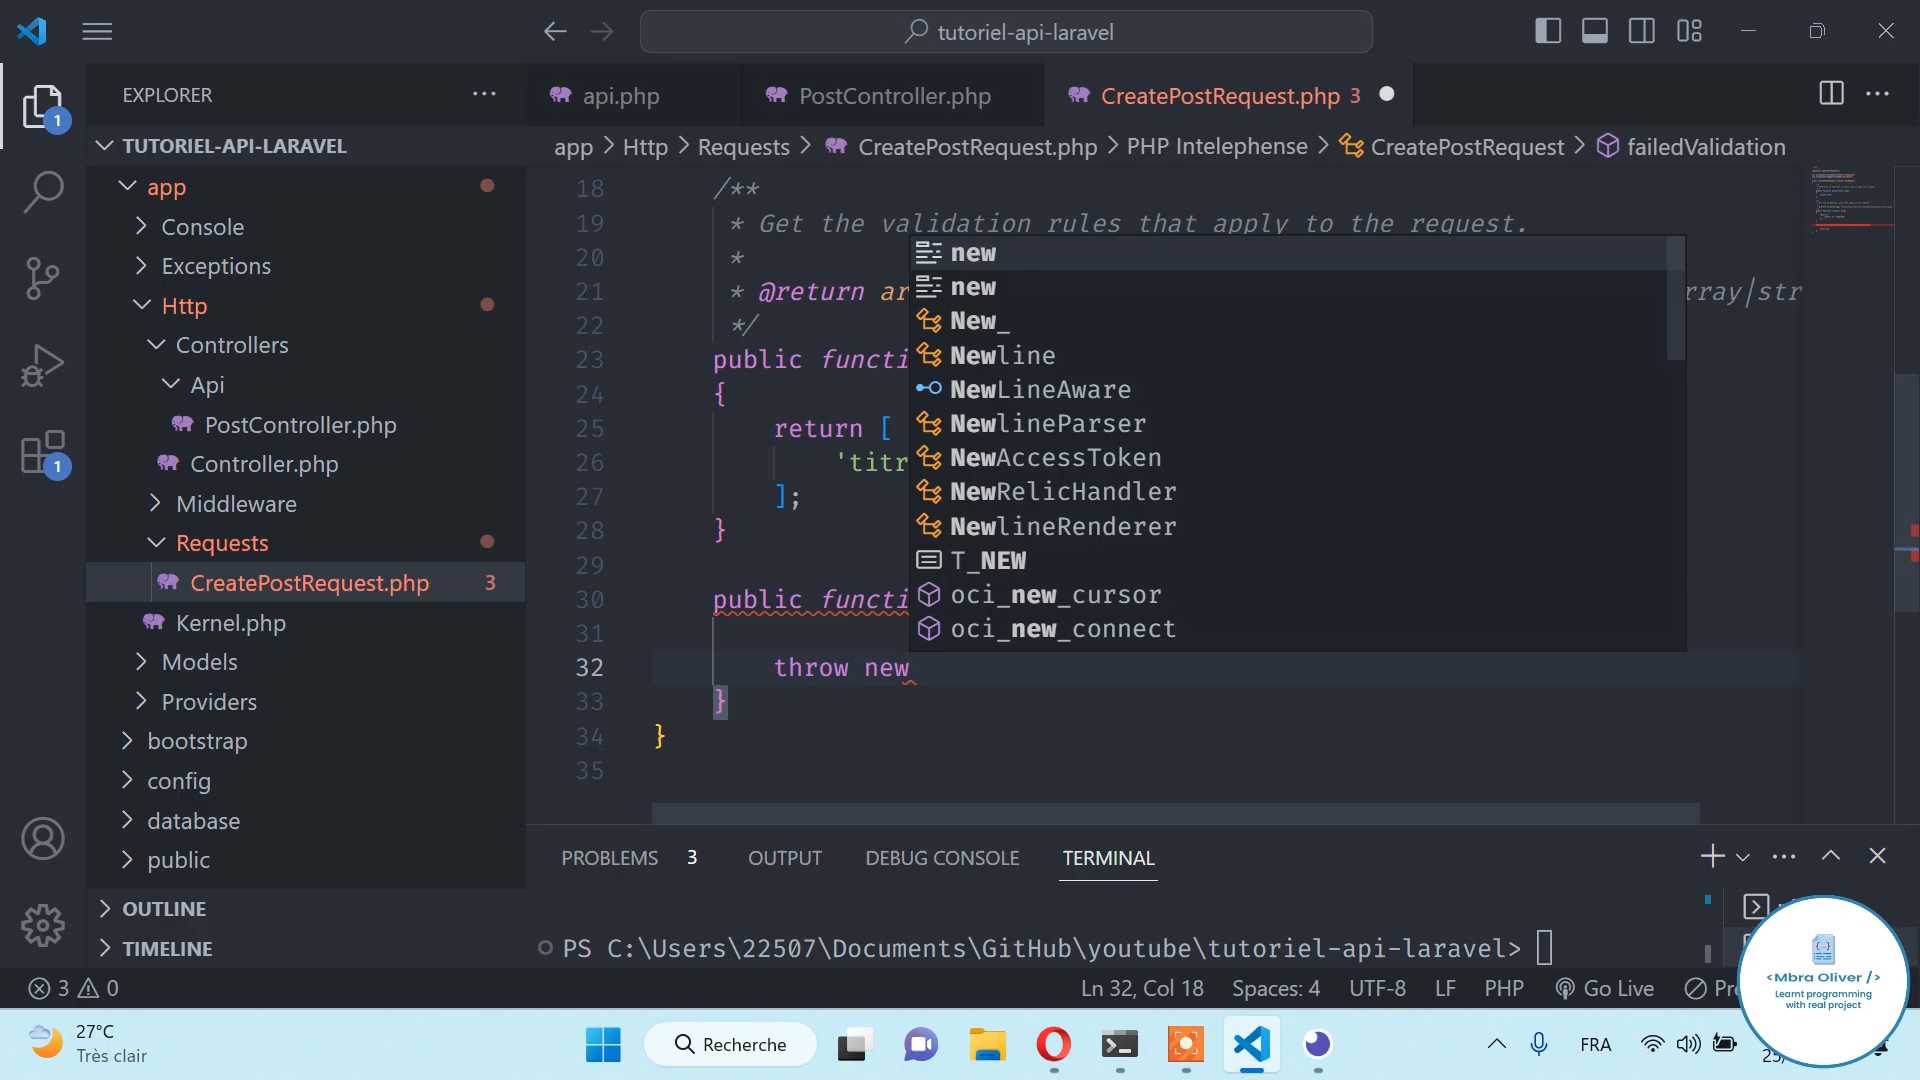 tutoriel-api-laravel
EXPLORER
api.php
PostController.php
CreatePostRequest.php 3
TUTORIEL-API-LARAVEL
app > Http > Requests > CreatePostRequest.php > PHP Intelephense > CreatePostRequest > failedValidation
app
Console
Exceptions
Http
Controllers
Api
PostController.php
Controller.php
Middleware
Requests
CreatePostRequest.php 3
Kernel.php
Models
Providers
bootstrap
config
database
public
OUTLINE
TIMELINE
1
1
18 /**
19 * Get the validation rules that apply to the request.
20 *
21 * @return ar rray|str
22 */
23 public functi
24 {
25 return [
26 'titr
27 ];
28 }
29
30 public functi
31
32 throw new
33 }
34 }
35
new
new
New_
Newline
NewLineAware
NewlineParser
NewAccessToken
NewRelicHandler
NewlineRenderer
T_NEW
oci_new_cursor
oci_new_connect
PROBLEMS 3 OUTPUT DEBUG CONSOLE TERMINAL
PS C:\Users\22507\Documents\GitHub\youtube\tutoriel-api-laravel>
3 0 Ln 32, Col 18 Spaces: 4 UTF-8 LF PHP Go Live
{..}
<Mbra Oliver />
Learnt programming
with real project
27°C
Très clair
Recherche
FRA